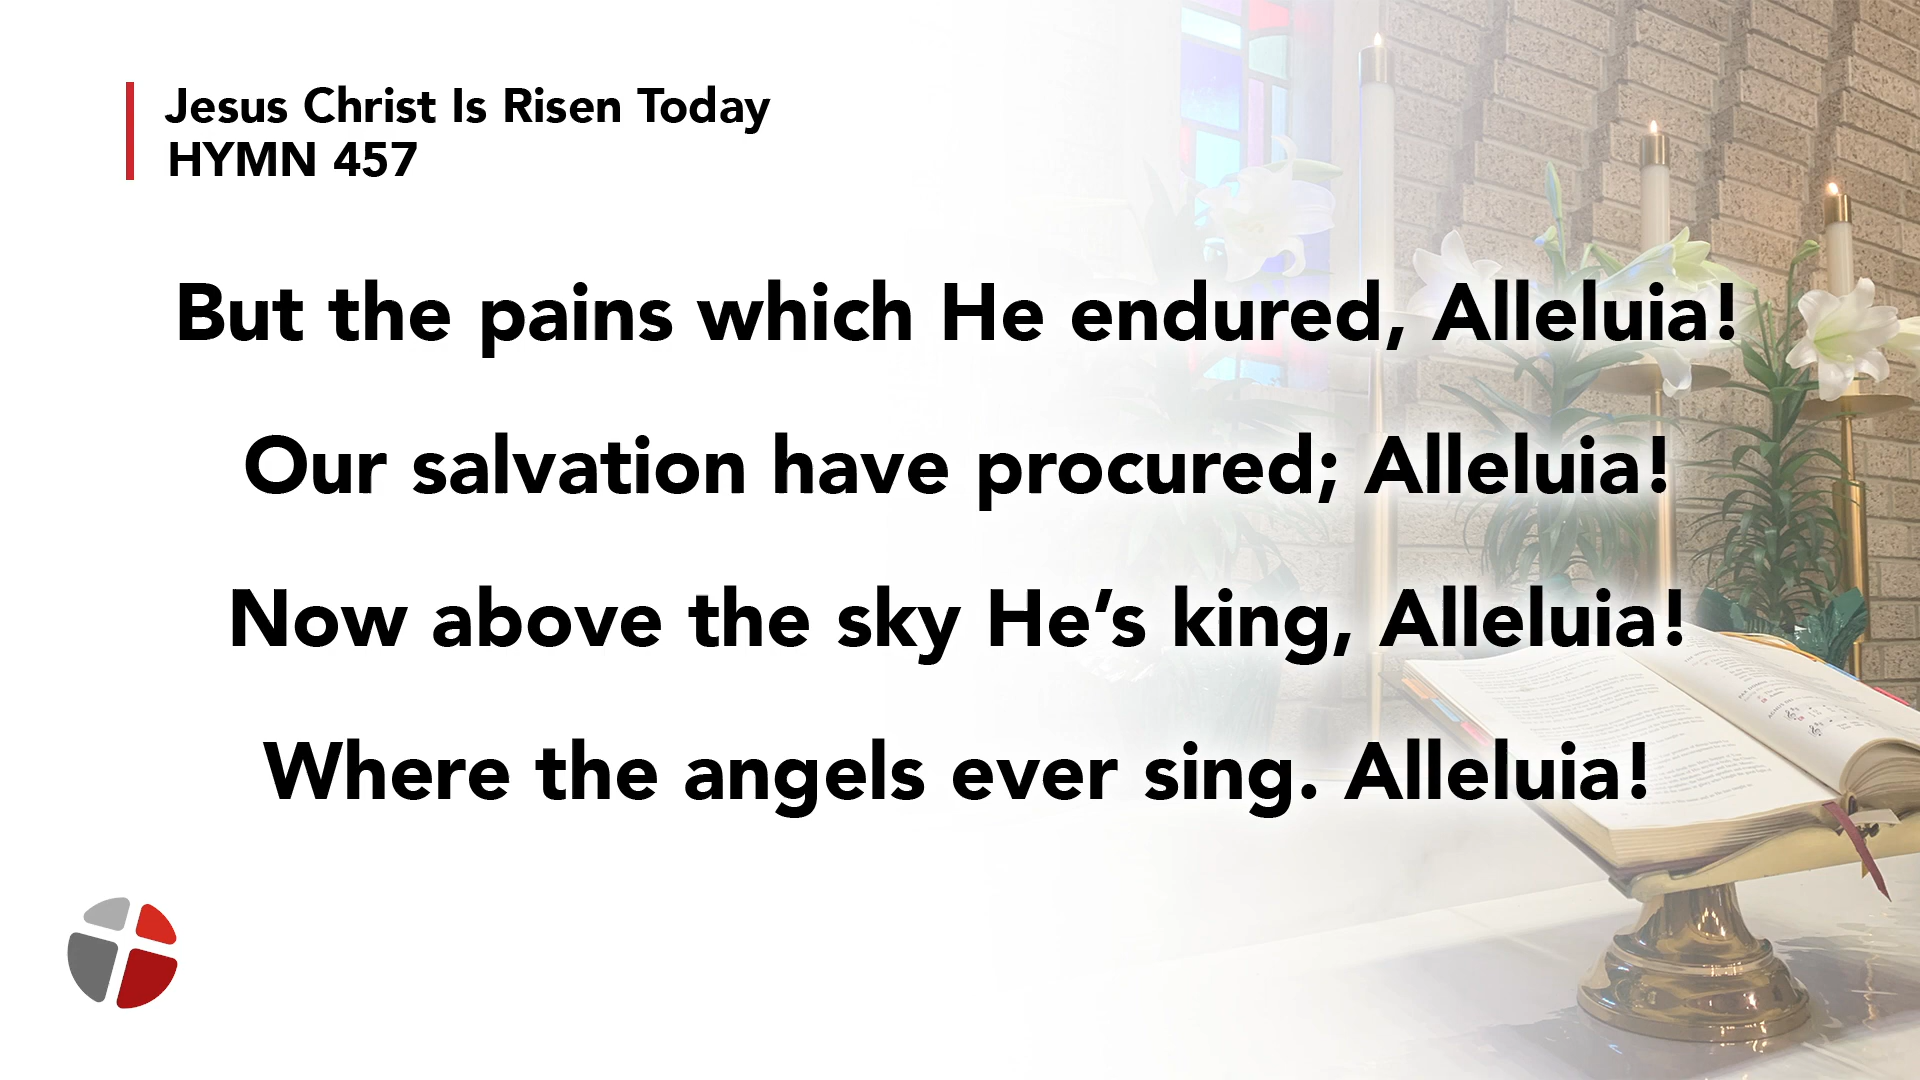 Jesus Christ Is Risen Today
HYMN 457
But the pains which He endured, Alleluia!
Our salvation have procured; Alleluia!
Now above the sky He’s king, Alleluia!
Where the angels ever sing. Alleluia!